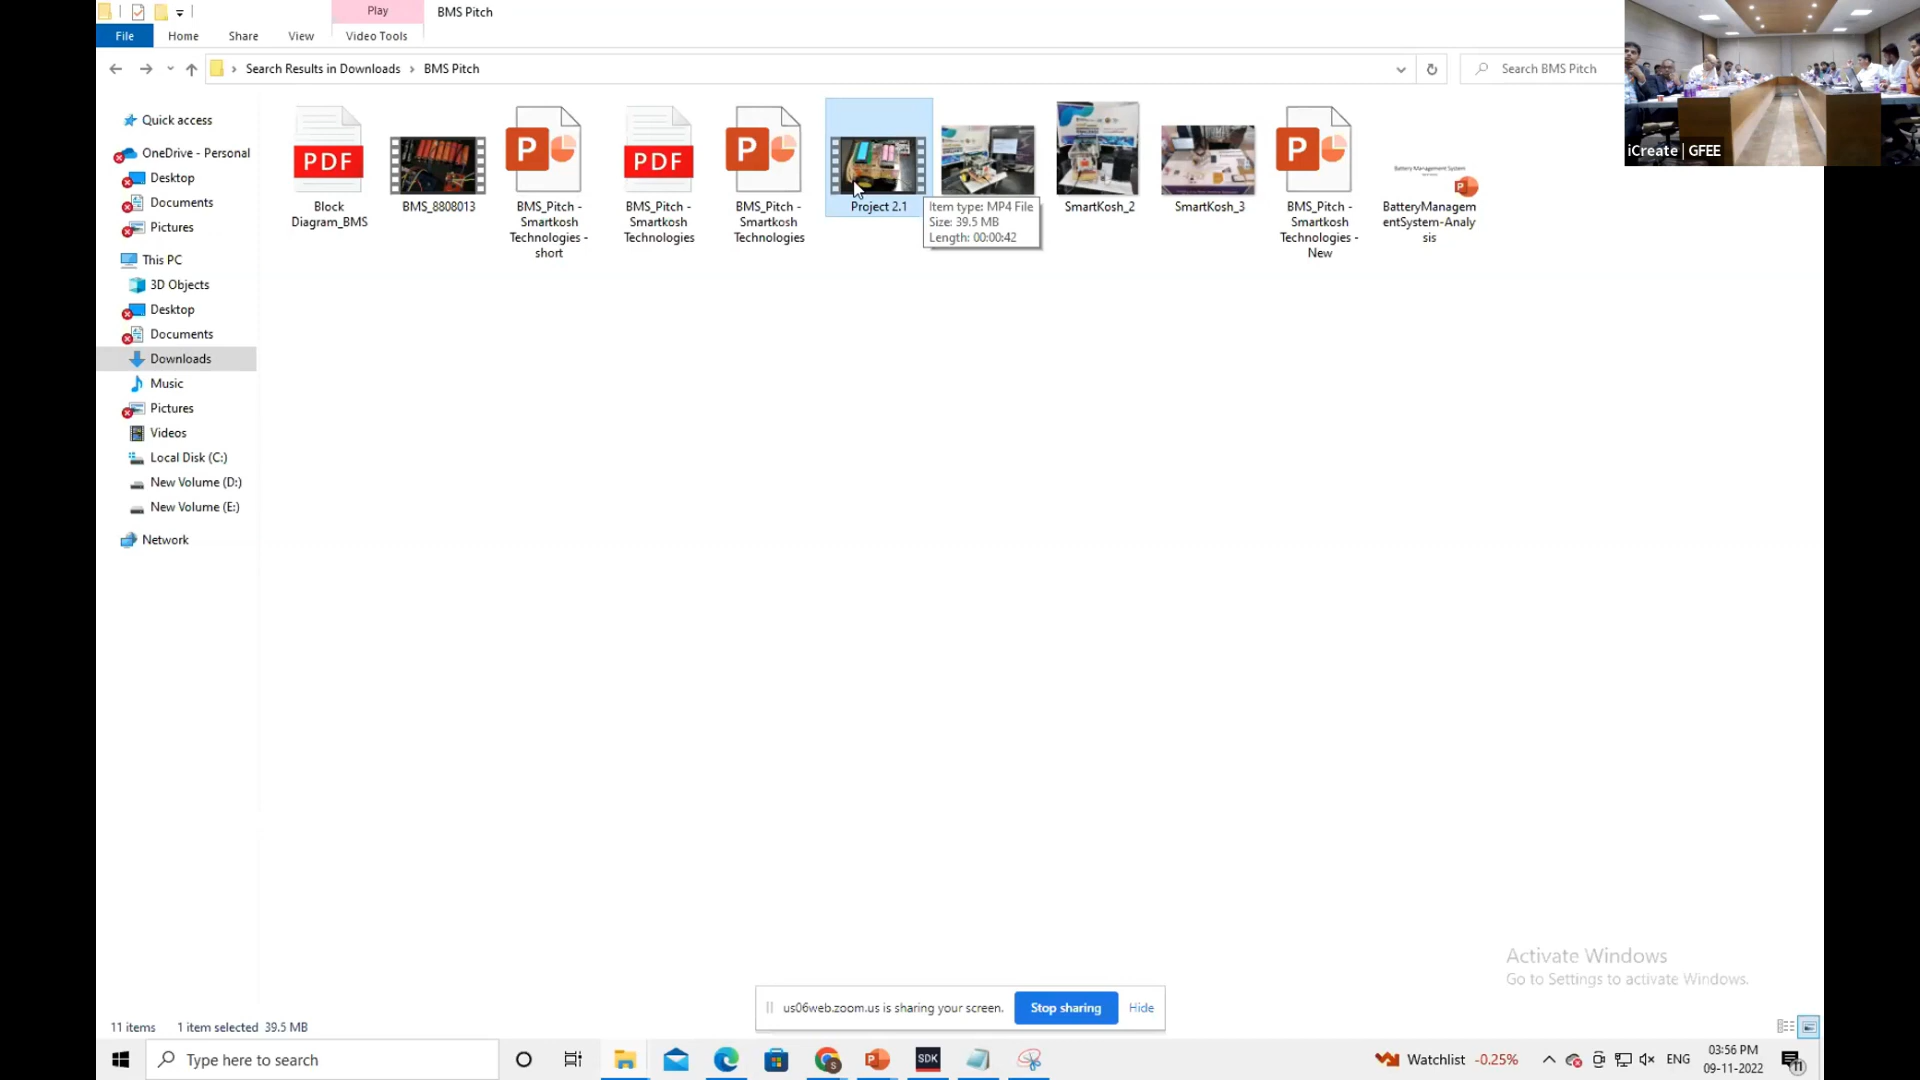 Play
BMS Pitch
File
Home
Share
View
Video Tools
Search Results in Downloads
BMS Pitch
Search BMS Pitch
iCreate | GFEE
Quick access
OneDrive - Personal
Desktop
Documents
Pictures
This PC
3D Objects
Desktop
Documents
Downloads
Music
Pictures
Videos
Local Disk (C:)
New Volume (D:)
New Volume (E:)
Network
PDF
Block
Diagram_BMS
BMS_8808013
P
BMS_Pitch -
Smartkosh
Technologies -
short
PDF
BMS_Pitch -
Smartkosh
Technologies
P
BMS_Pitch -
Smartkosh
Technologies
Project 2.1
Item type: MP4 File
Size: 39.5 MB
Length: 00:00:42
SmartKosh_2
SmartKosh_3
P
BMS_Pitch -
Smartkosh
Technologies -
New
Battery Management System
P
BatteryManagem
entSystem-Analy
sis
Activate Windows
Go to Settings to activate Windows.
us06web.zoom.us is sharing your screen.
Stop sharing
Hide
11 items
1 item selected 39.5 MB
Type here to search
SDK
Watchlist -0.25%
ENG
03:56 PM
09-11-2022
11